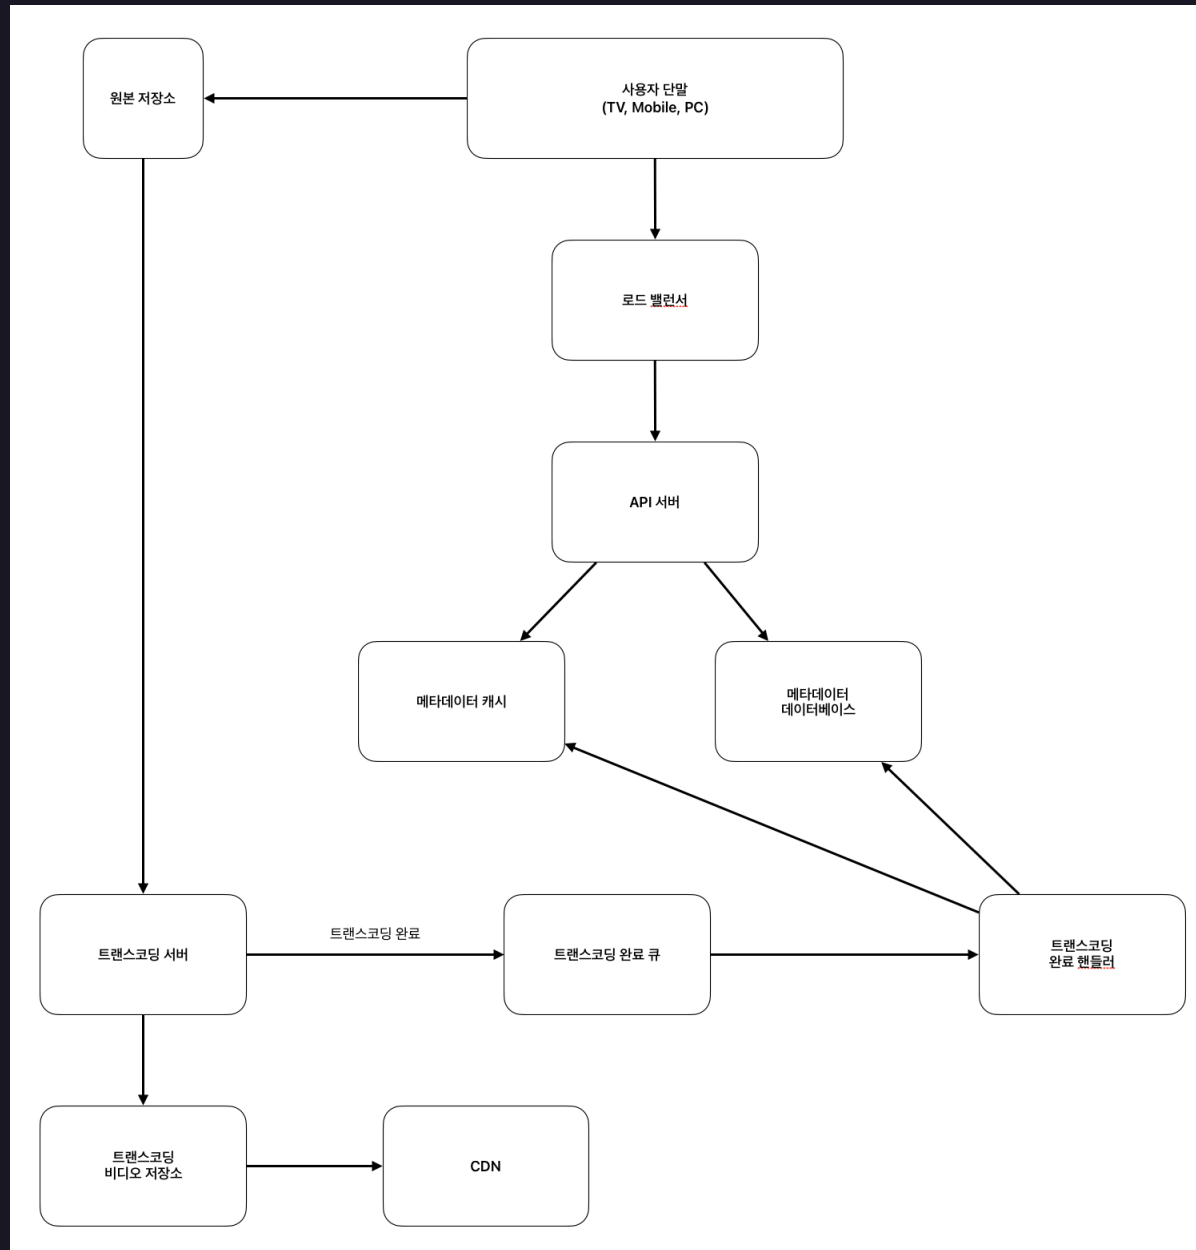 원본 저장소
사용자 단말
(TV, Mobile, PC)
로드 밸런서
API 서버
메타데이터 캐시
메타데이터
데이터베이스
트랜스코딩 서버
트랜스코딩 완료
트랜스코딩 완료 큐
트랜스코딩
완료 핸들러
트랜스코딩
비디오 저장소
CDN